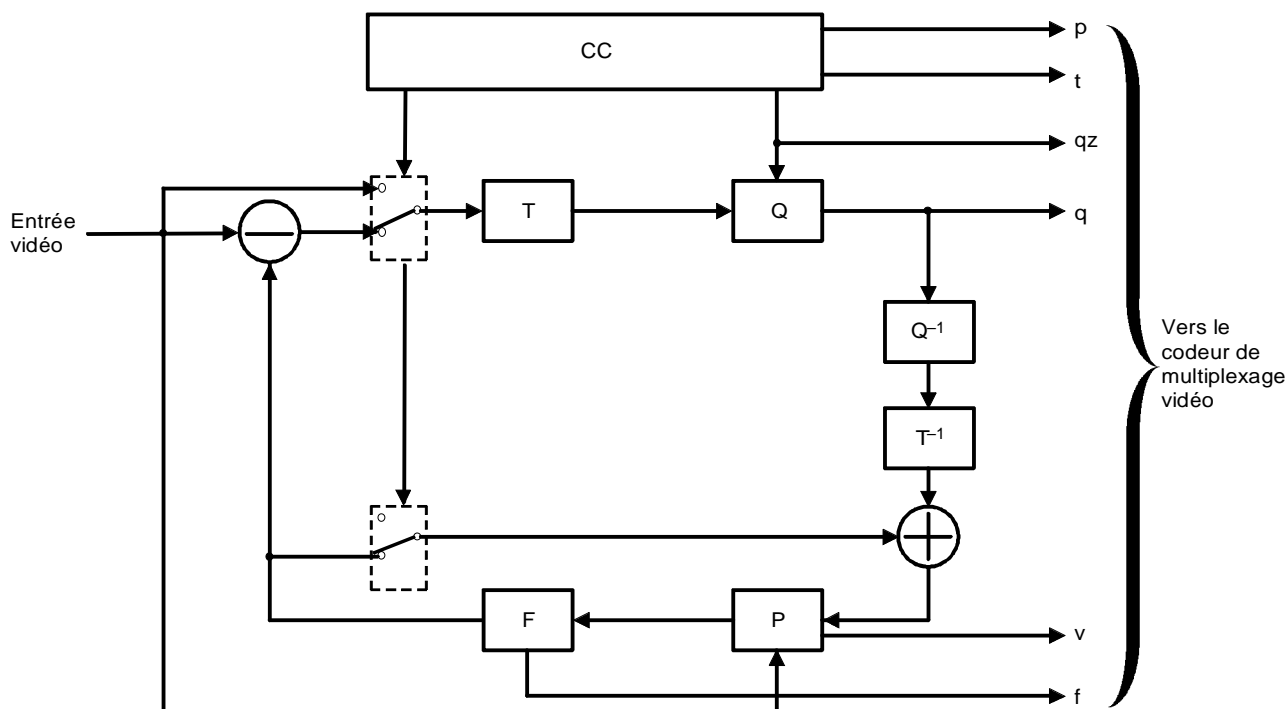 CC
p
t
qz
Entrée
vidéo
T
Q
q
Q–1
Vers le
codeur de
multiplexage
vidéo
T–1
F
P
v
f